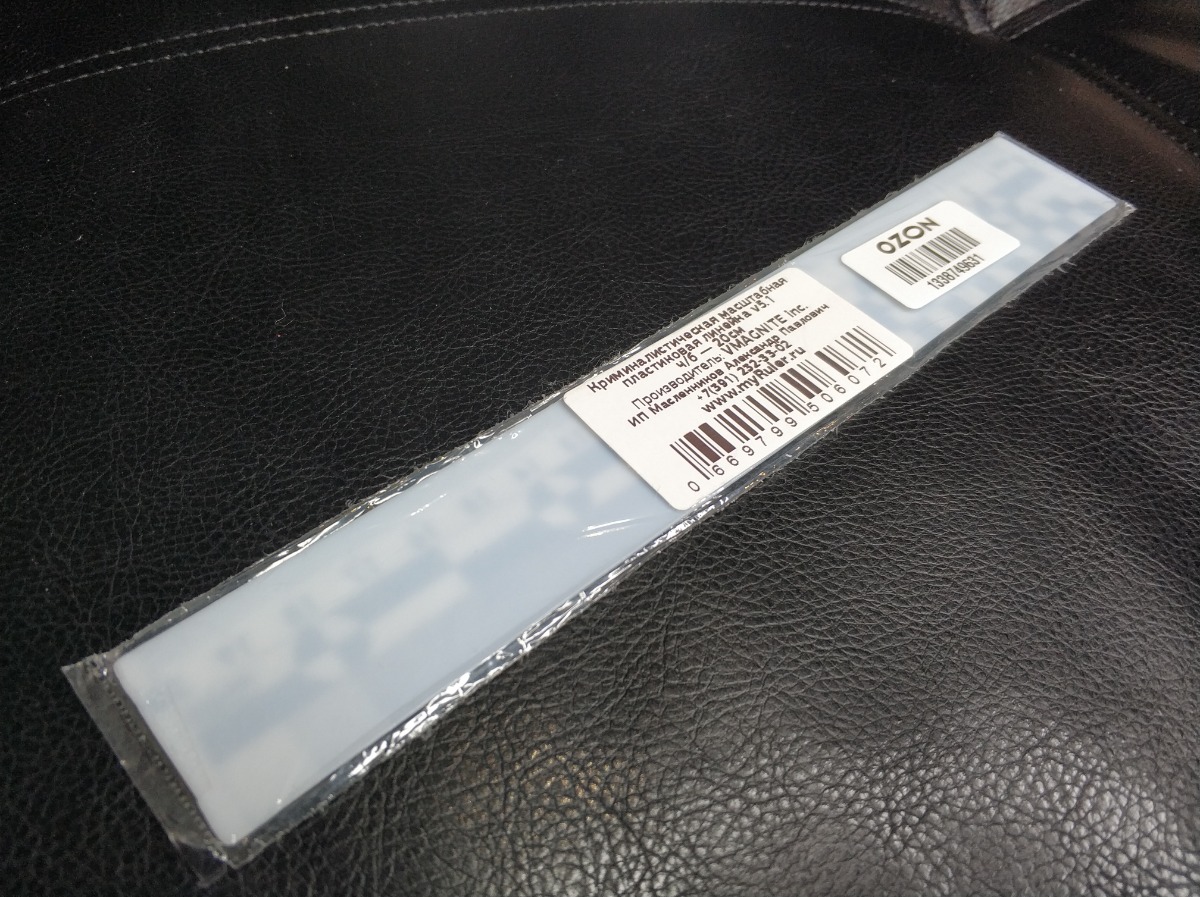 OZON
1338749631
Криминалистическая масштабная
пластиковая линейка v5.1
ч/б — 20см
Производитель: VMAGNITE Inc.
ИП Масленников Александр Павлович
+7(391) 232-33-02
www.myRuler.ru
0 669799 506072